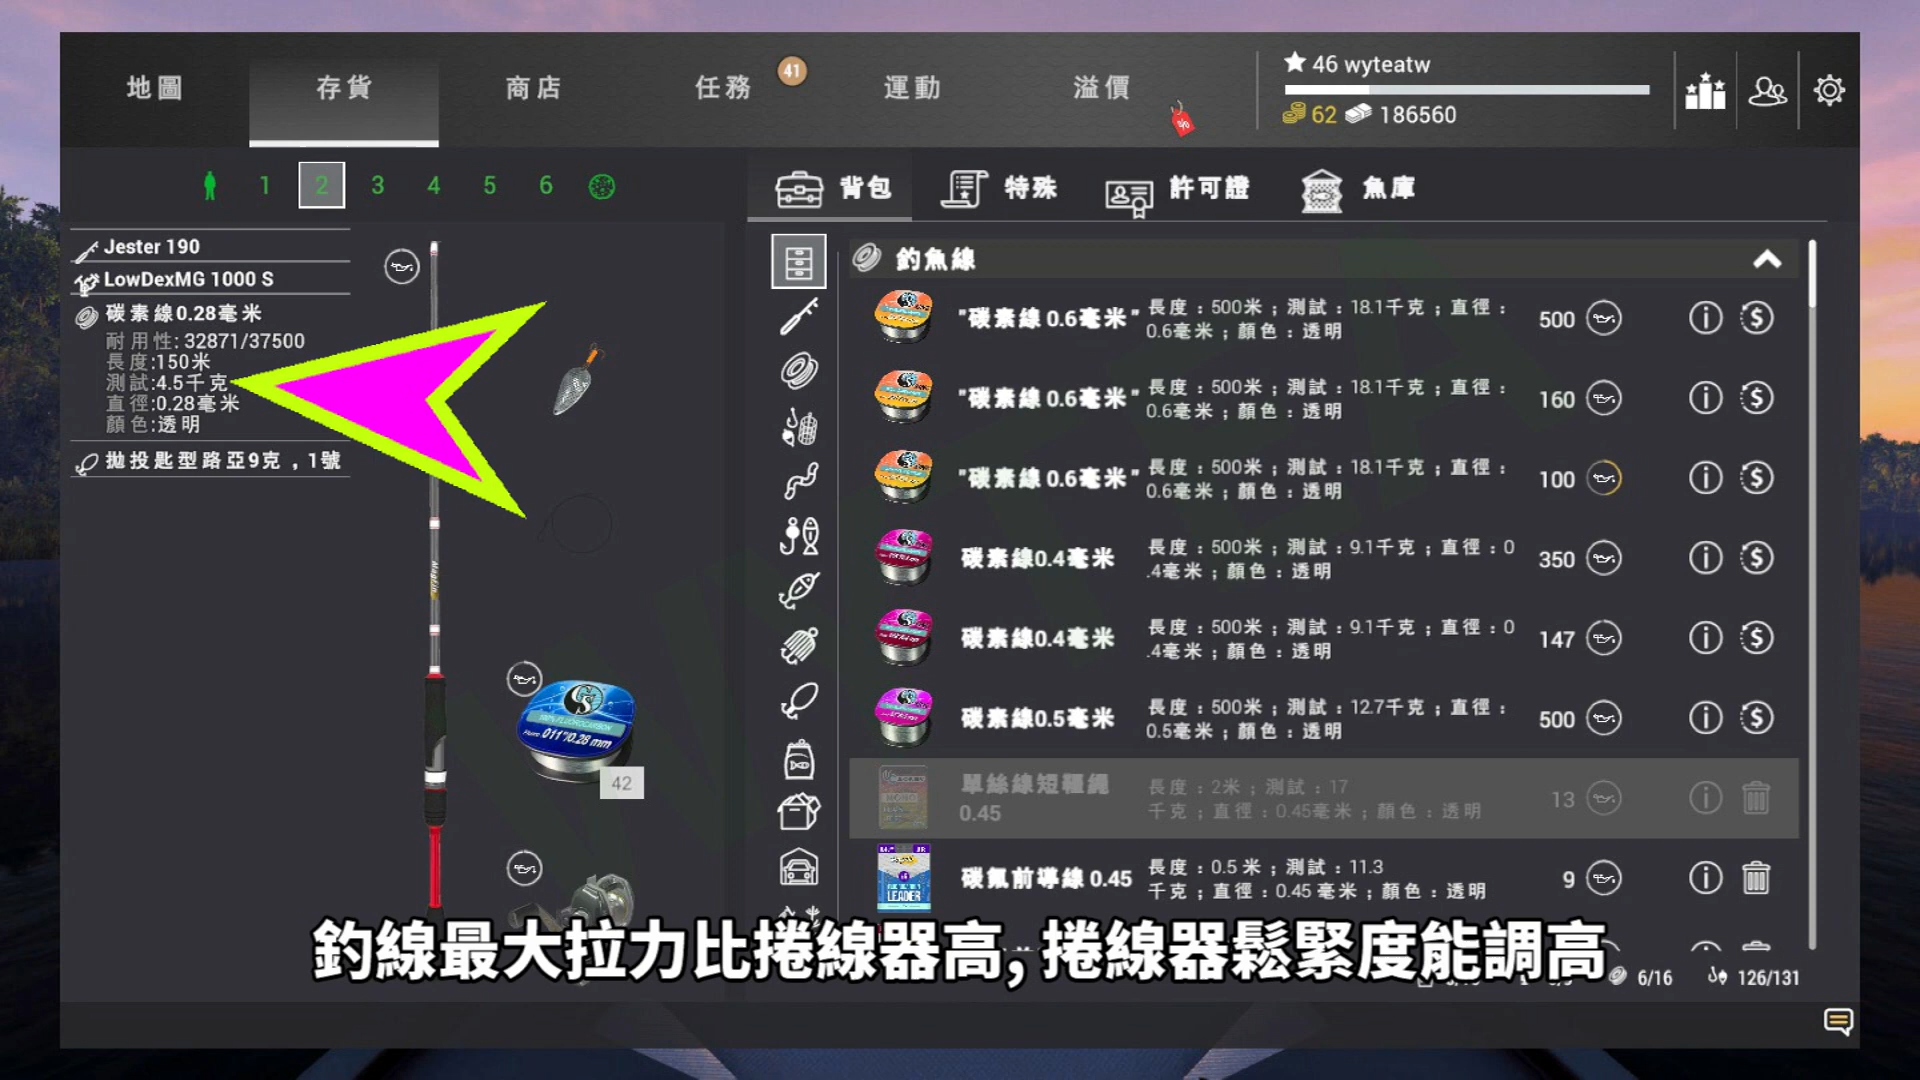 地圖
存貨
商店
任務
41
運動
溢價
46 wyteatw
62
186560
1
2
3
4
5
6
背包
特殊
許可證
魚庫
Jester 190
LowDexMG 1000 S
碳素線0.28毫米
耐用性: 32871/37500
長度:150米
測試:4.5千克
直徑:0.28毫米
顏色:透明
拋投匙型路亞9克，1號
100% FLUOROCARBON
.011"/0.28 mm
42
釣魚線
"碳素線 0.6毫米"
長度：500米；測試：18.1千克；直徑：
0.6毫米；顏色：透明
500
"碳素線 0.6毫米"
長度：500米；測試：18.1千克；直徑：
0.6毫米；顏色：透明
160
"碳素線 0.6毫米"
長度：500米；測試：18.1千克；直徑：
0.6毫米；顏色：透明
100
碳素線0.4毫米
長度：500米；測試：9.1千克；直徑：0
.4毫米；顏色：透明
350
碳素線0.4毫米
長度：500米；測試：9.1千克；直徑：0
.4毫米；顏色：透明
147
碳素線0.5毫米
長度：500米；測試：12.7千克；直徑：
0.5毫米；顏色：透明
500
單絲線短韁繩
0.45
長度：2米；測試：17
千克；直徑：0.45毫米；顏色：透明
13
LEADER
碳氟前導線 0.45
長度：0.5 米；測試：11.3
千克；直徑：0.45 毫米；顏色：透明
9
釣線最大拉力比捲線器高, 捲線器鬆緊度能調高
6/16
126/131